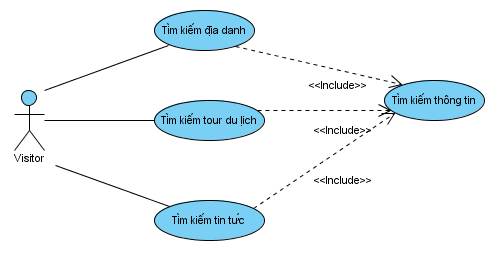 Tìm kiếm địa danh
<<Include>>
Tìm kiếm thông tin
Tìm kiếm tour du lịch
<<Include>>
Visitor
<<Include>>
Tìm kiếm tin tức